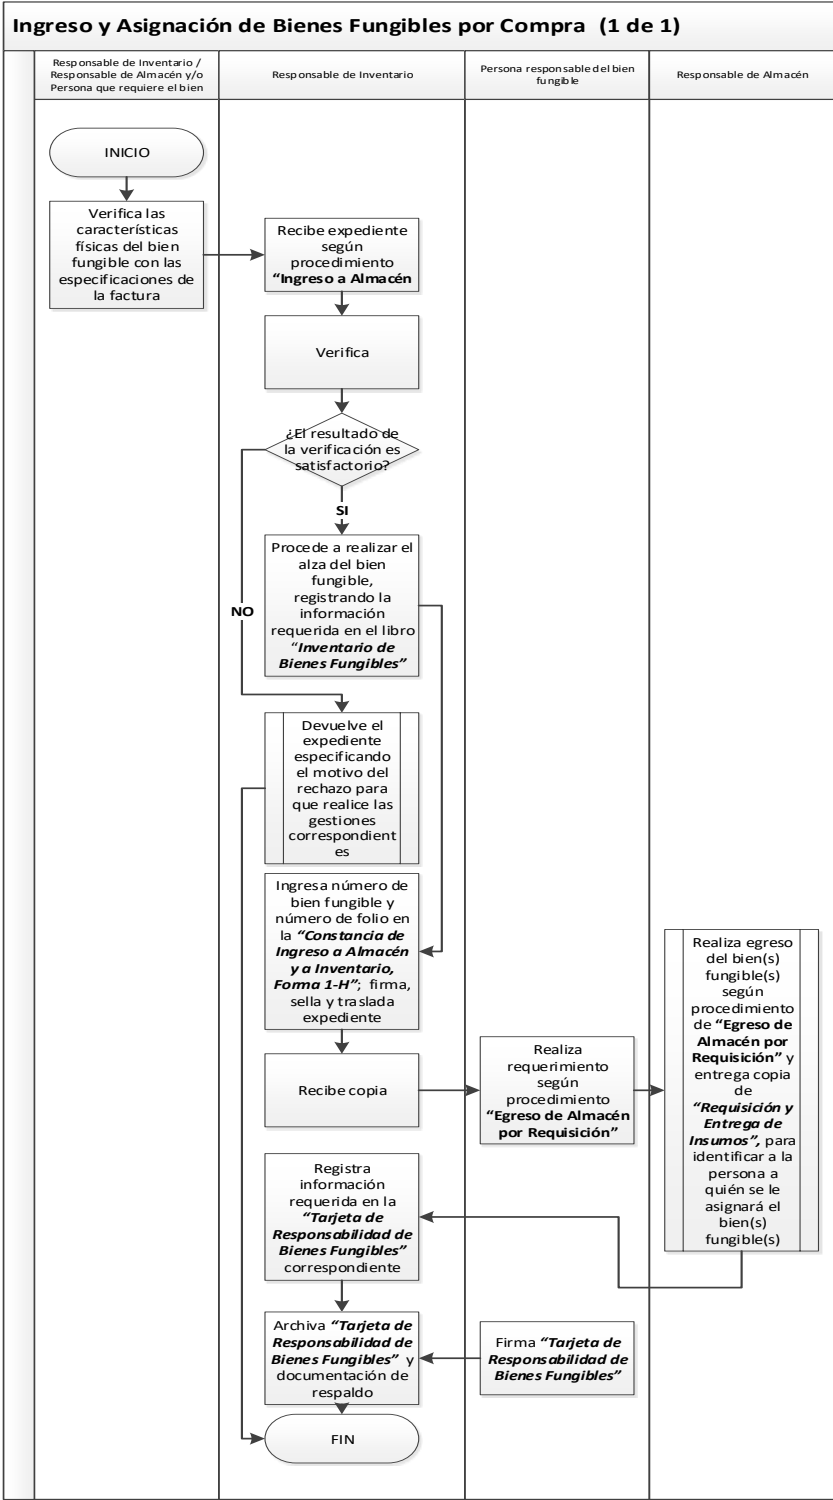 Ingreso y Asignación de Bienes Fungibles por Compra (1 de 1)
Responsable de Inventario /
Responsable de Almacén y/o
Persona que requiere el bien
Responsable de Inventario
Persona responsable del bien
fungible
Responsable de Almacén
INICIO
Verifica las
características
físicas del bien
fungible con las
especificaciones de
la factura
Recibe expediente
según
procedimiento
“Ingreso a Almacén
Verifica
¿El resultado de
la verificación es
satisfactorio?
SI
NO
Procede a realizar el
alza del bien
fungible,
registrando la
información
requerida en el libro
“Inventario de
Bienes Fungibles”
Devuelve el
expediente
especificando
el motivo del
rechazo para
que realice las
gestiones
correspondient
es
Ingresa número de
bien fungible y
número de folio en
la “Constancia de
Ingreso a Almacén
y a Inventario,
Forma 1-H”; firma,
sella y traslada
expediente
Recibe copia
Realiza
requerimiento
según
procedimiento
“Egreso de Almacén
por Requisición”
Realiza egreso
del bien(s)
fungible(s)
según
procedimiento
de “Egreso de
Almacén por
Requisición” y
entrega copia
de
“Requisición y
Entrega de
Insumos”, para
identificar a la
persona a
quién se le
asignará el
bien(s)
fungible(s)
Registra
información
requerida en la
“Tarjeta de
Responsabilidad de
Bienes Fungibles”
correspondiente
Archiva “Tarjeta de
Responsabilidad de
Bienes Fungibles” y
documentación de
respaldo
Firma “Tarjeta de
Responsabilidad de
Bienes Fungibles”
FIN